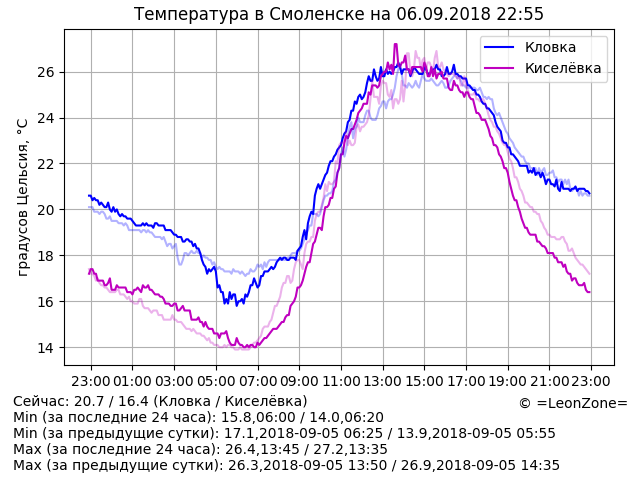 Температура в Смоленске на 06.09.2018 22:55
Кловка
Киселёвка
градусов Цельсия, °C
26
24
22
20
18
16
14
23:00 01:00 03:00 05:00 07:00 09:00 11:00 13:00 15:00 17:00 19:00 21:00 23:00
Сейчас: 20.7 / 16.4 (Кловка / Киселёвка)
© =LeonZone=
Min (за последние 24 часа): 15.8,06:00 / 14.0,06:20
Min (за предыдущие сутки): 17.1,2018-09-05 06:25 / 13.9,2018-09-05 05:55
Max (за последние 24 часа): 26.4,13:45 / 27.2,13:35
Max (за предыдущие сутки): 26.3,2018-09-05 13:50 / 26.9,2018-09-05 14:35